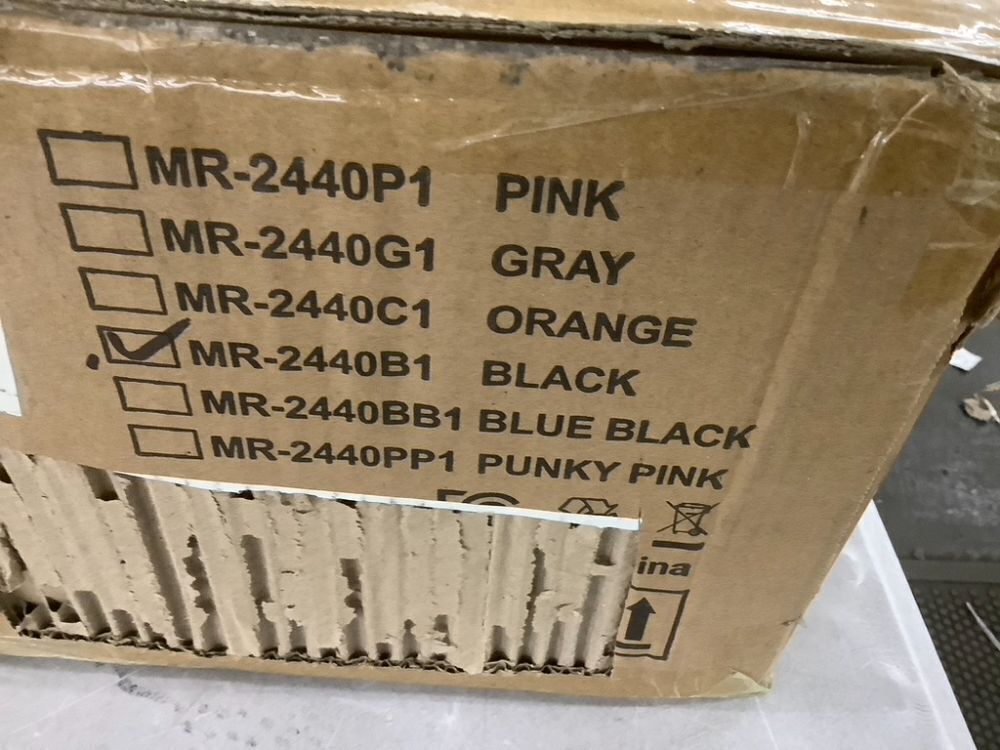 MR-2440P1 PINK
MR-2440G1 GRAY
MR-2440C1 ORANGE
MR-2440B1 BLACK
MR-2440BB1 BLUE BLACK
MR-2440PP1 PUNKY PINK
ina